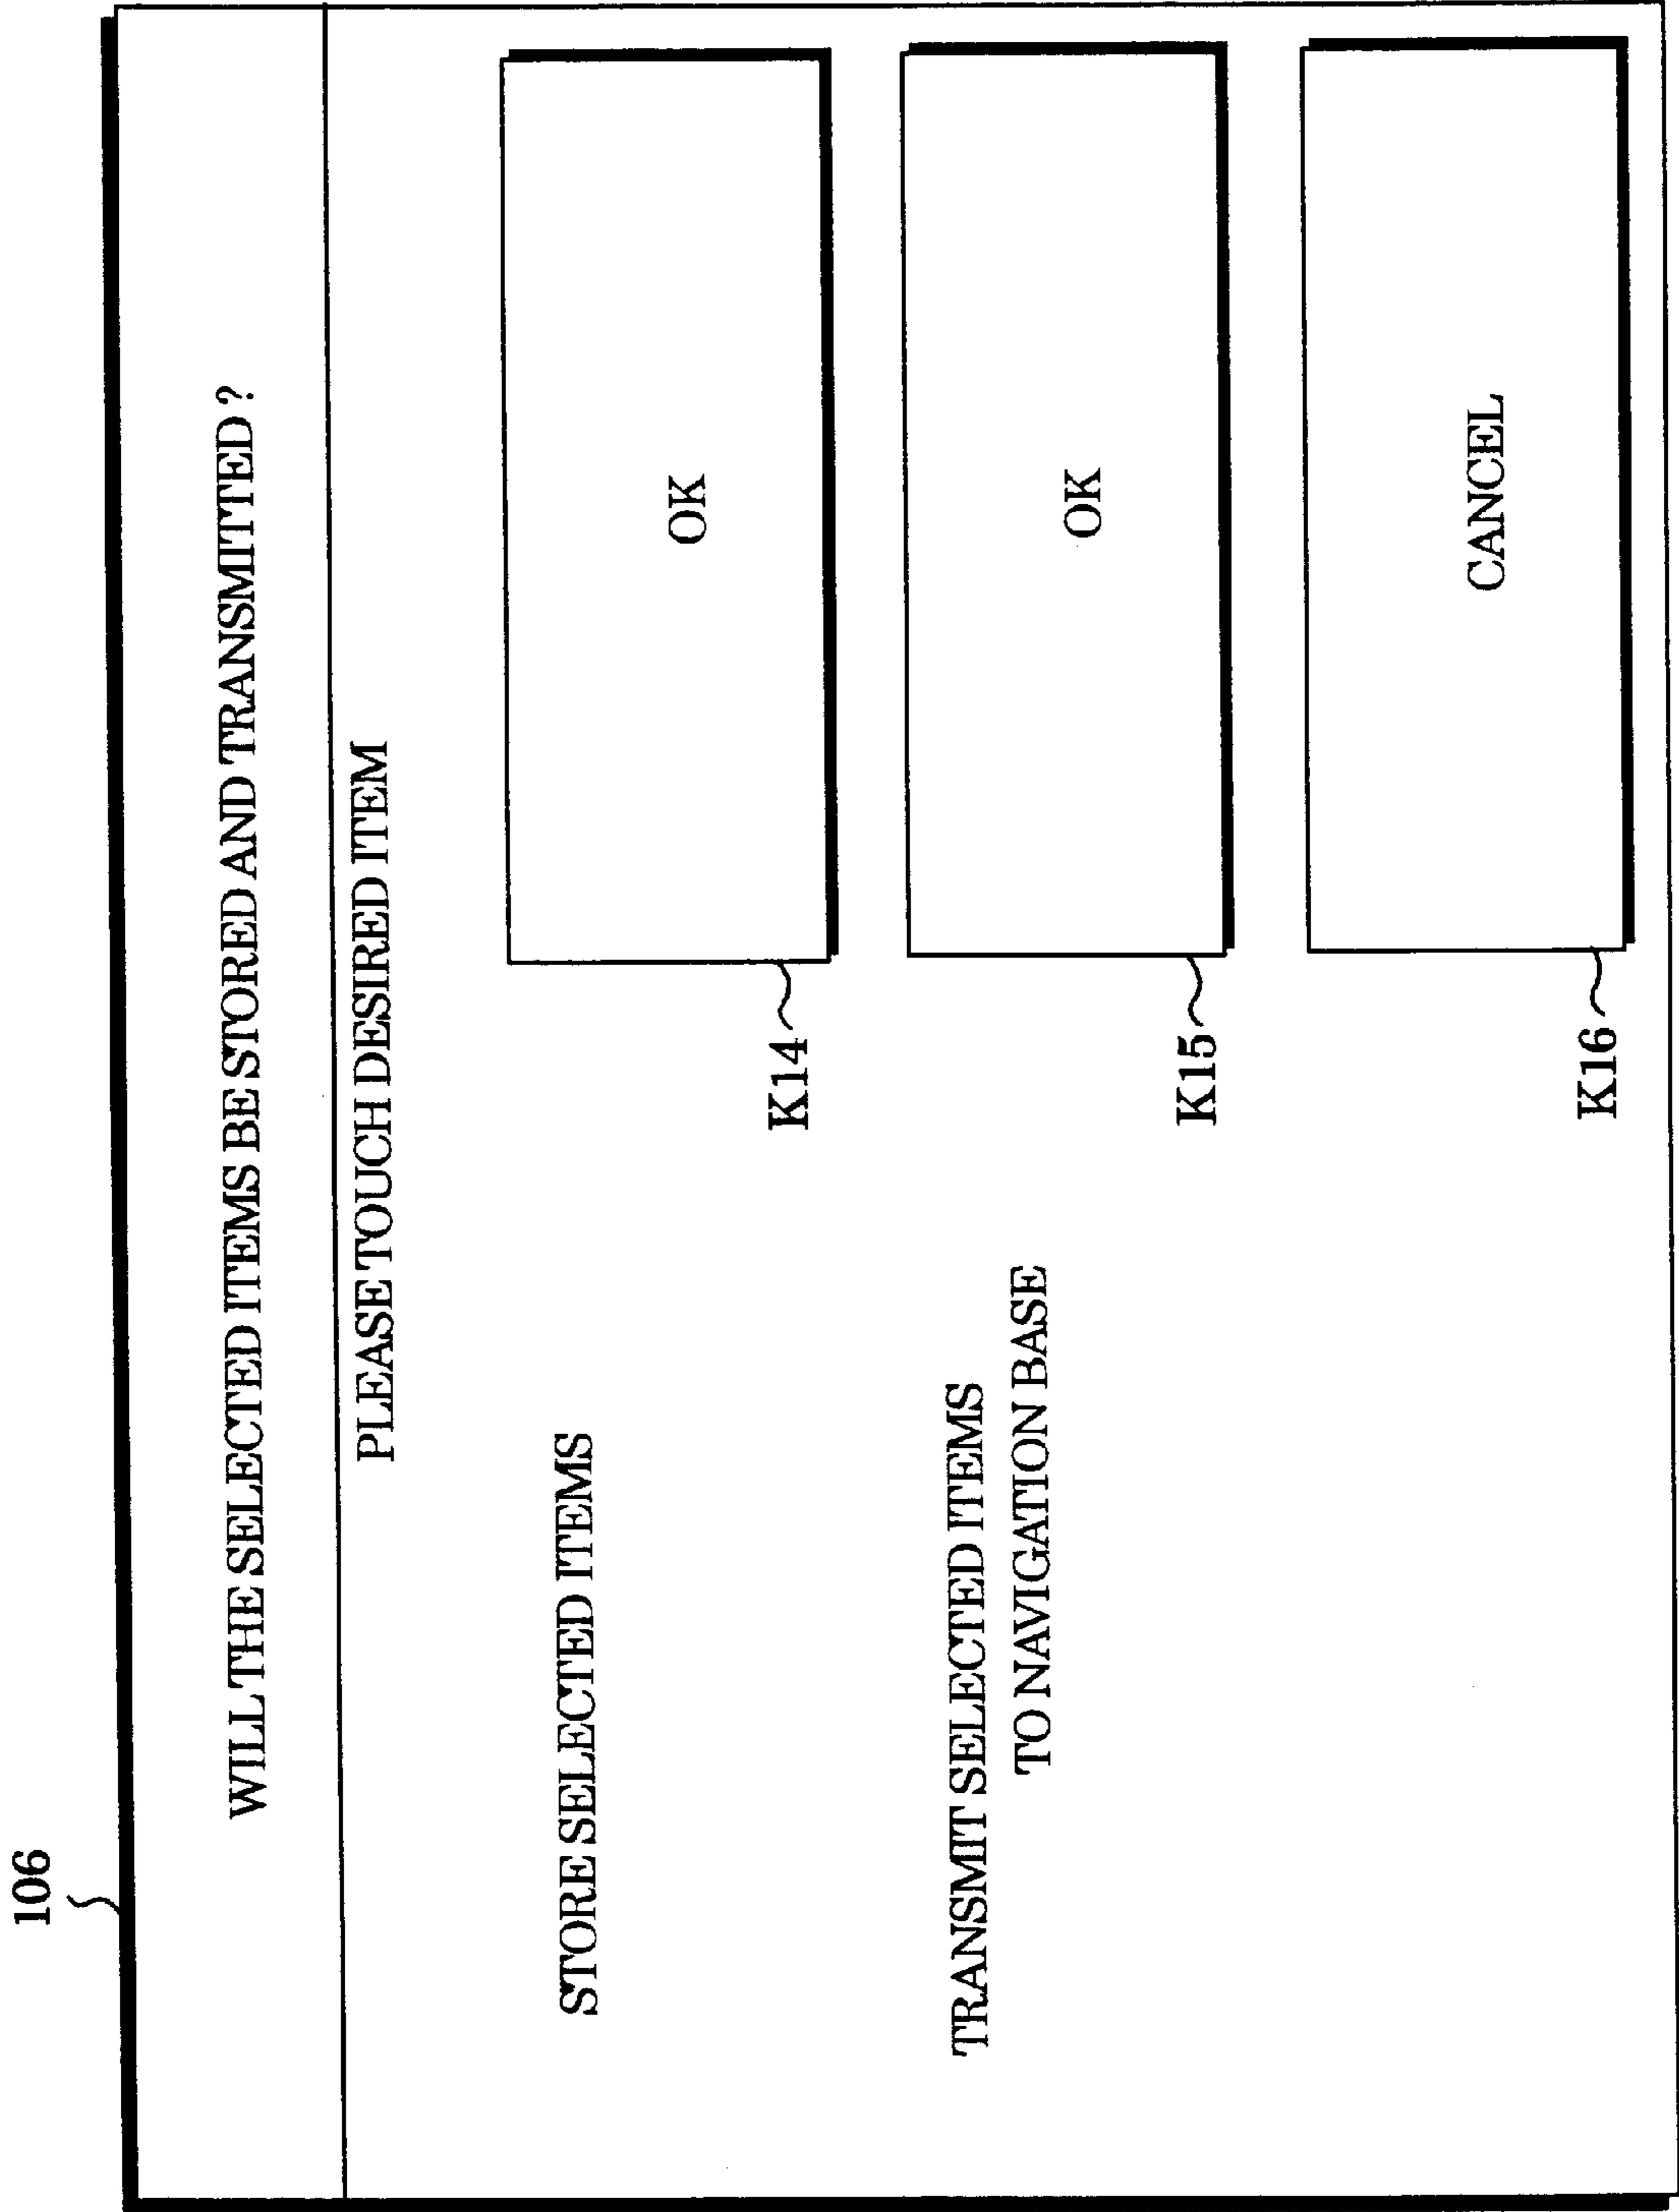 106
WILL THE SELECTED ITEMS BE STORED AND TRANSMITTED?
PLEASE TOUCH DESIRED ITEM
STORE SELECTED ITEMS
OK
K14
TRANSMIT SELECTED ITEMS
TO NAVIGATION BASE
OK
K15
CANCEL
K16